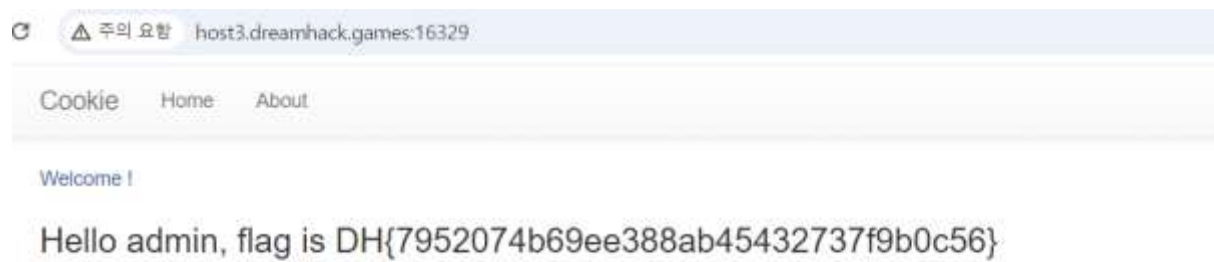 주의 요함 host3.dreamhack.games:16329
Cookie Home About
Welcome !
Hello admin, flag is DH{7952074b69ee388ab45432737f9b0c56}